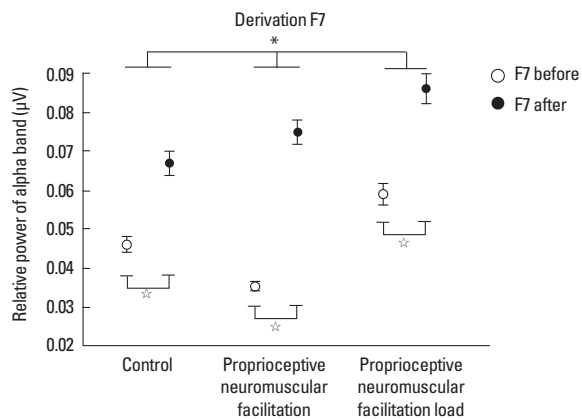 Derivation F7
*
Relative power of alpha band (µV)
0.09
0.08
0.07
0.06
0.05
0.04
0.03
0.02
F7 before
F7 after
☆
☆
☆
Control
Proprioceptive
neuromuscular
facilitation
Proprioceptive
neuromuscular
facilitation load